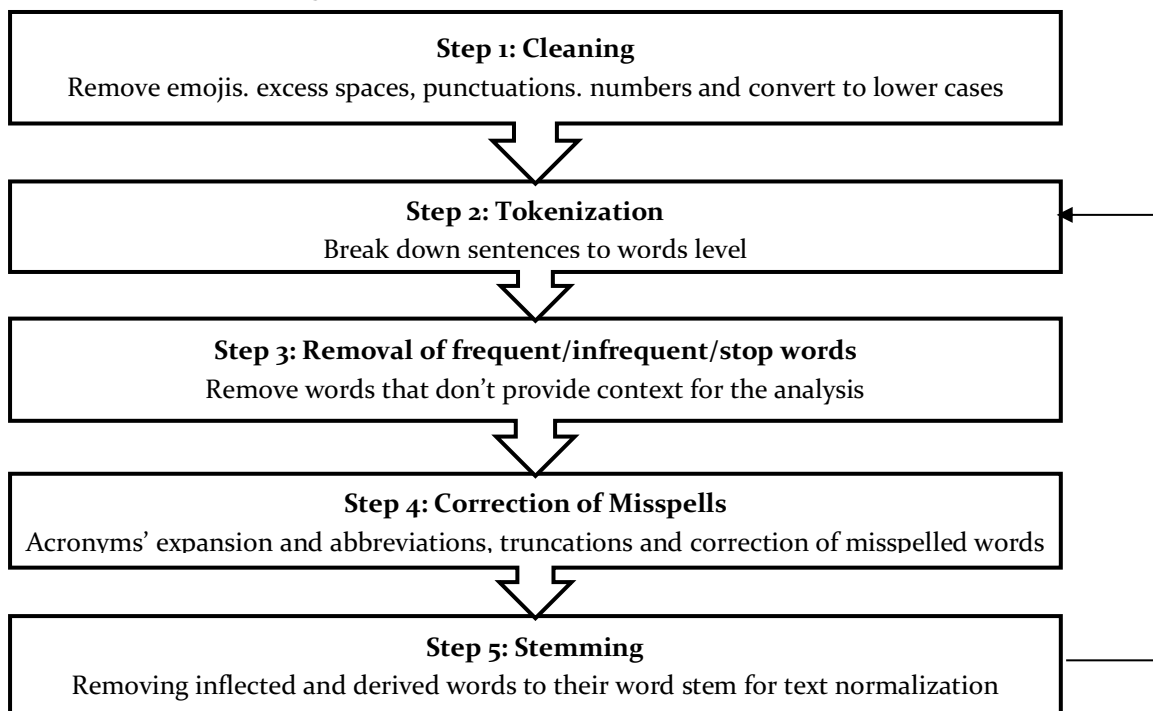 Step 1: Cleaning
Remove emojis. excess spaces, punctuations. numbers and convert to lower cases
Step 2: Tokenization
Break down sentences to words level
Step 3: Removal of frequent/infrequent/stop words
Remove words that don’t provide context for the analysis
Step 4: Correction of Misspells
Acronyms’ expansion and abbreviations, truncations and correction of misspelled words
Step 5: Stemming
Removing inflected and derived words to their word stem for text normalization